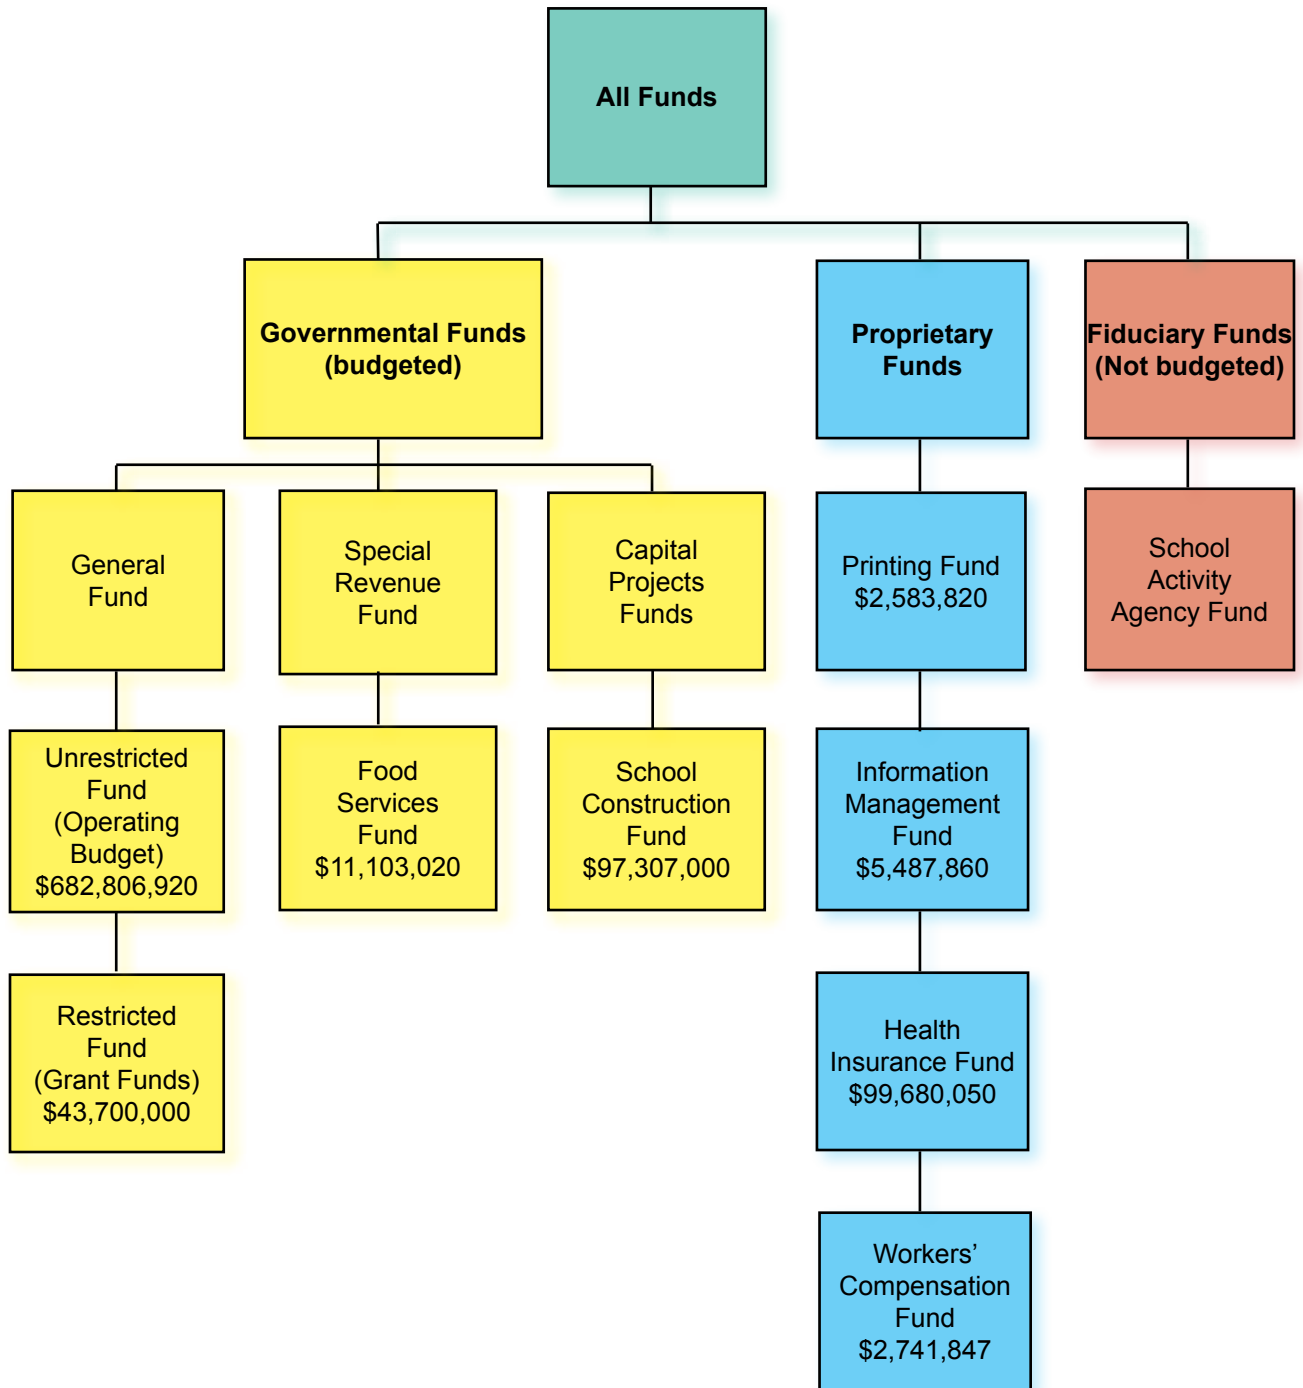 All Funds
Governmental Funds
(budgeted)
Proprietary
Funds
Fiduciary Funds
(Not budgeted)
General
Fund
Special
Revenue
Fund
Capital
Projects
Funds
Printing Fund
$2,583,820
School
Activity
Agency Fund
Unrestricted
Fund
(Operating
Budget)
$682,806,920
Food
Services
Fund
$11,103,020
School
Construction
Fund
$97,307,000
Information
Management
Fund
$5,487,860
Restricted
Fund
(Grant Funds)
$43,700,000
Health
Insurance Fund
$99,680,050
Workers’
Compensation
Fund
$2,741,847